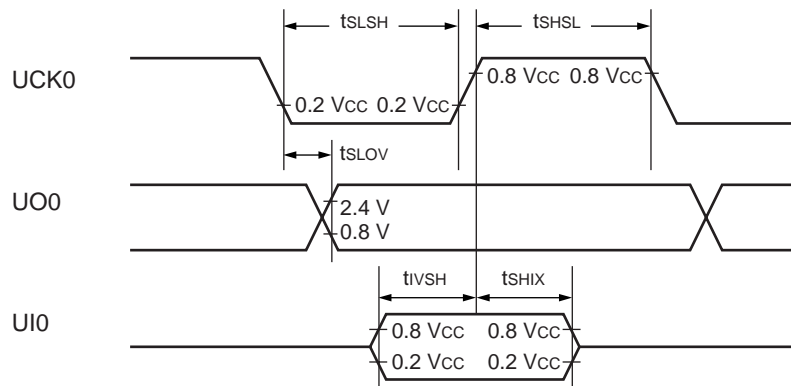 tSLSH tSHSL
UCK0
0.2 VCC 0.2 VCC 0.8 VCC 0.8 VCC
tSLOV
UO0
2.4 V
0.8 V
tIVSH tSHIX
UI0
0.8 VCC 0.8 VCC
0.2 VCC 0.2 VCC